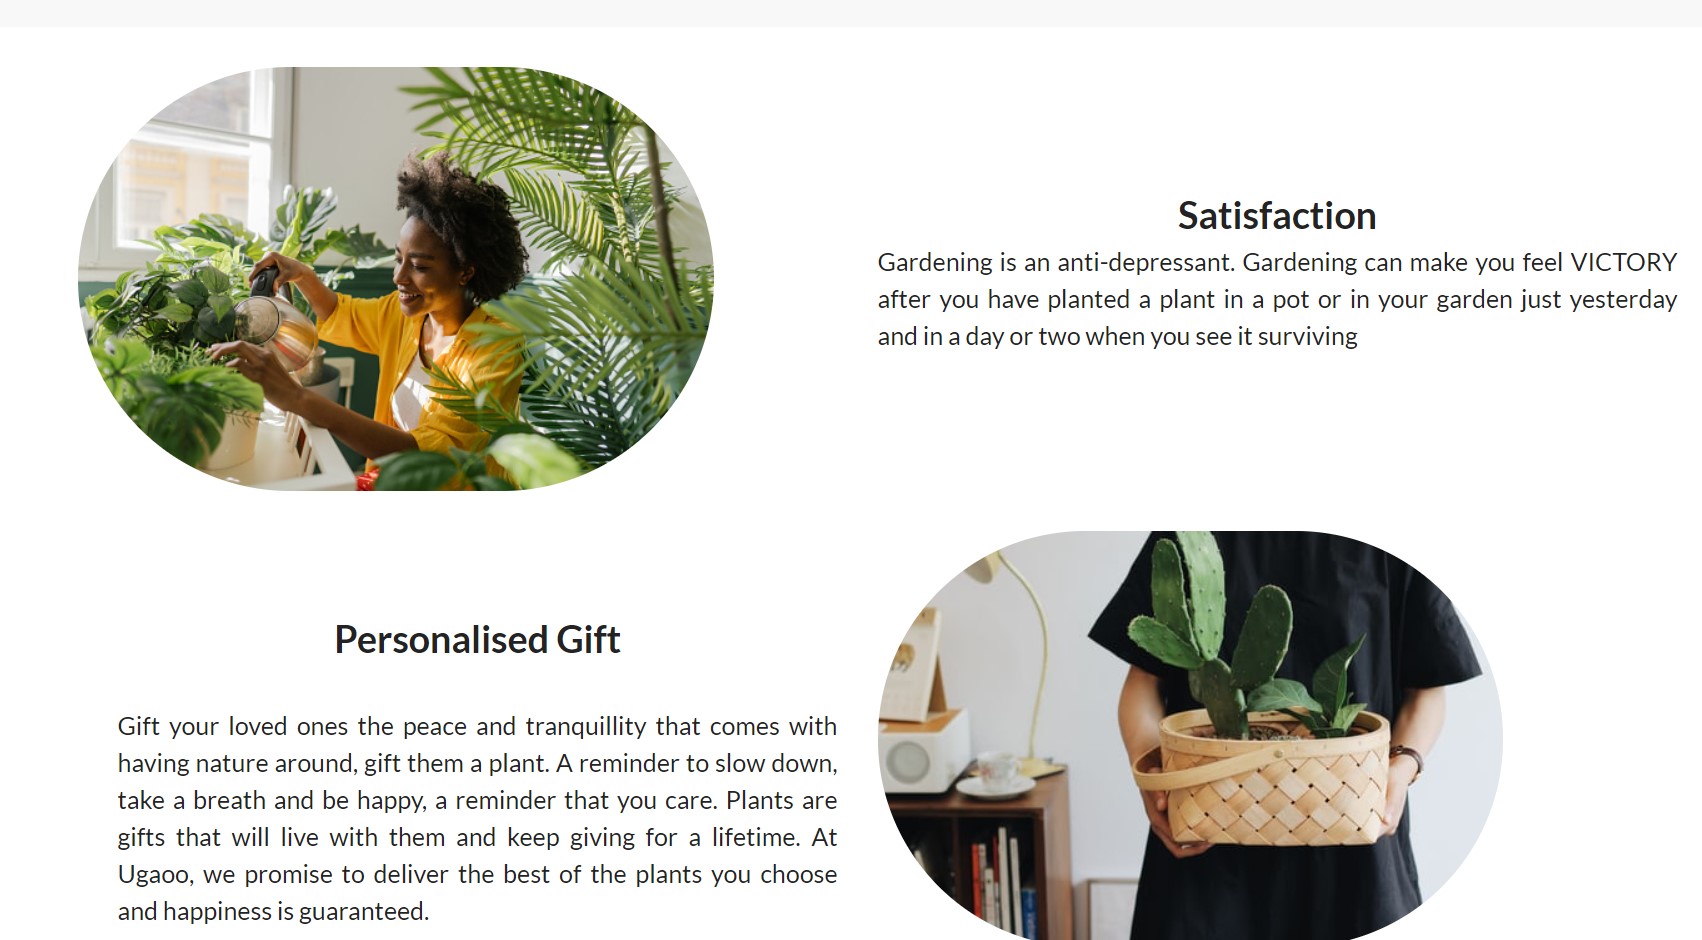 Satisfaction
Gardening is an anti-depressant. Gardening can make you feel VICTORY
after you have planted a plant in a pot or in your garden just yesterday
and in a day or two when you see it surviving
Personalised Gift
Gift your loved ones the peace and tranquillity that comes with
having nature around, gift them a plant. A reminder to slow down,
take a breath and be happy, a reminder that you care. Plants are
gifts that will live with them and keep giving for a lifetime. At
Ugaoo, we promise to deliver the best of the plants you choose
and happiness is guaranteed.